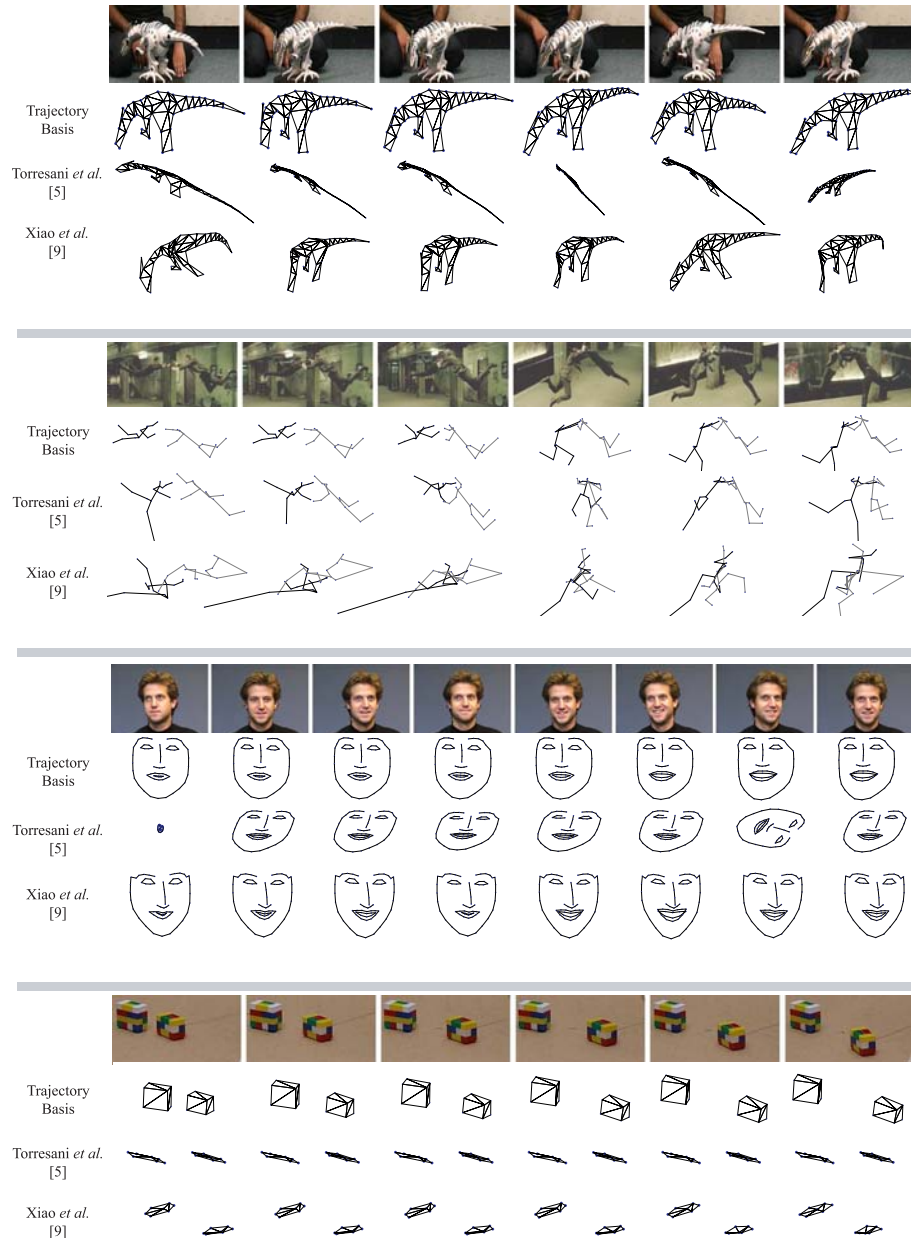 Trajectory
Basis
Torresani et al.
[5]
Xiao et al.
[9]
Trajectory
Basis
Torresani et al.
[5]
Xiao et al.
[9]
Trajectory
Basis
Torresani et al.
[5]
Xiao et al.
[9]
Trajectory
Basis
Torresani et al.
[5]
Xiao et al.
[9]